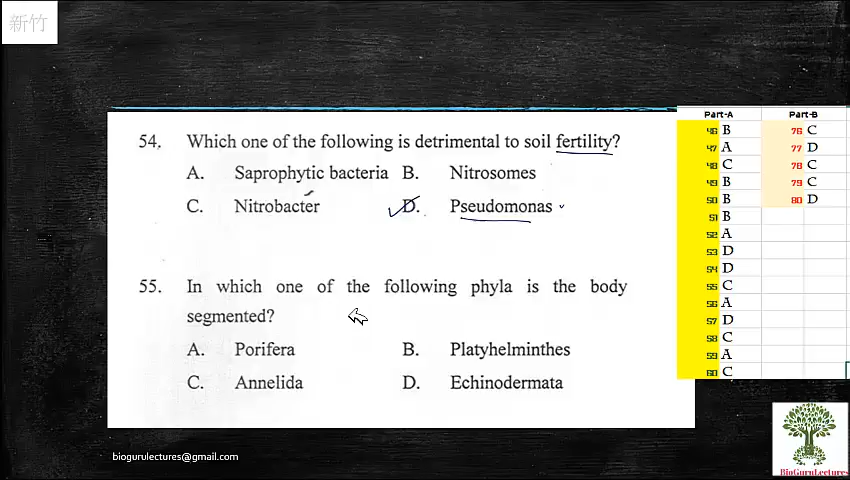 新竹
54. Which one of the following is detrimental to soil fertility?
A. Saprophytic bacteria B. Nitrosomes
C. Nitrobacter D. Pseudomonas
55. In which one of the following phyla is the body
segmented?
A. Porifera B. Platyhelminthes
C. Annelida D. Echinodermata
Part-A Part-B
46 B 76 C
47 A 77 D
48 C 78 C
49 B 79 C
50 B 80 D
51 B
52 A
53 D
54 D
55 C
56 A
57 D
58 C
59 A
60 C
biogurulectures@gmail.com
BioGuruLectures